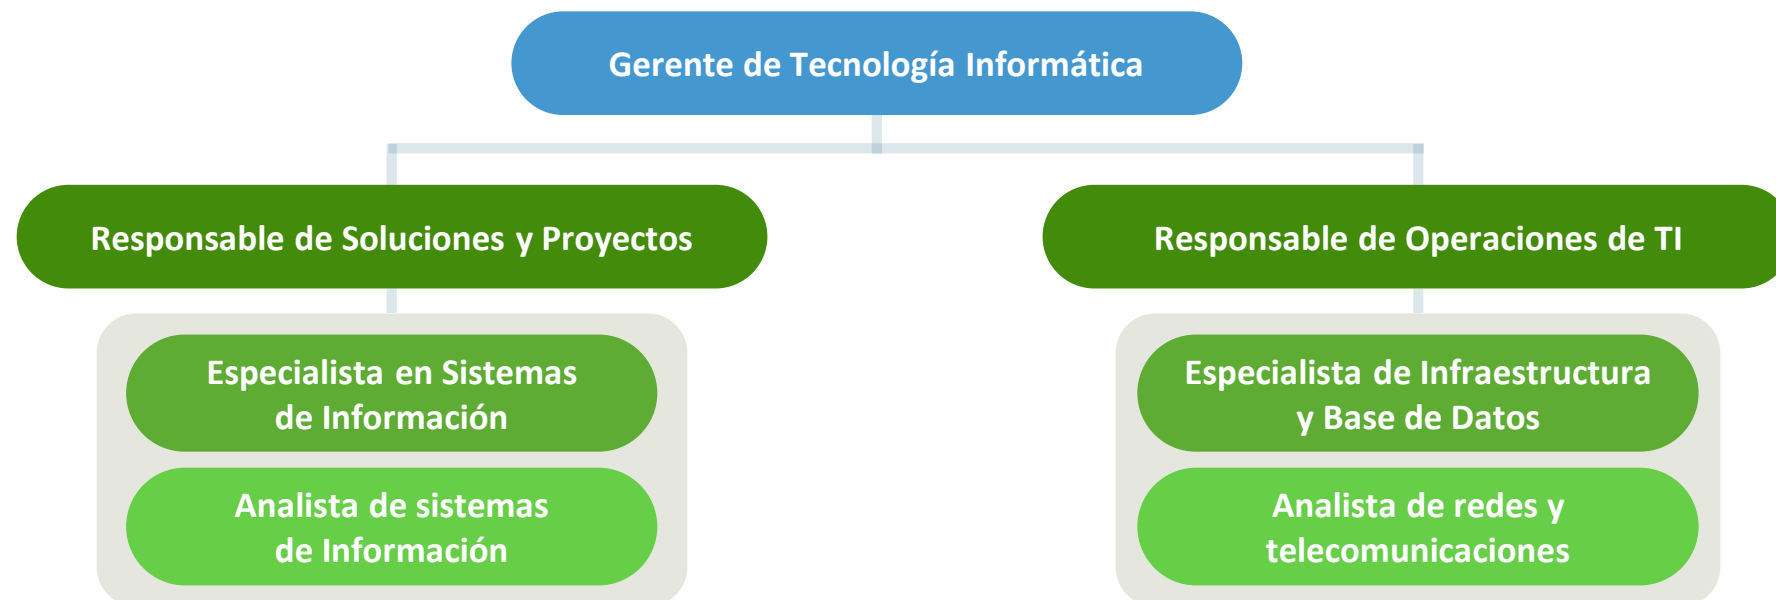 Gerente de Tecnología Informática
Responsable de Soluciones y Proyectos
Responsable de Operaciones de TI
Especialista en Sistemas
de Información
Especialista de Infraestructura
y Base de Datos
Analista de sistemas
de Información
Analista de redes y
telecomunicaciones